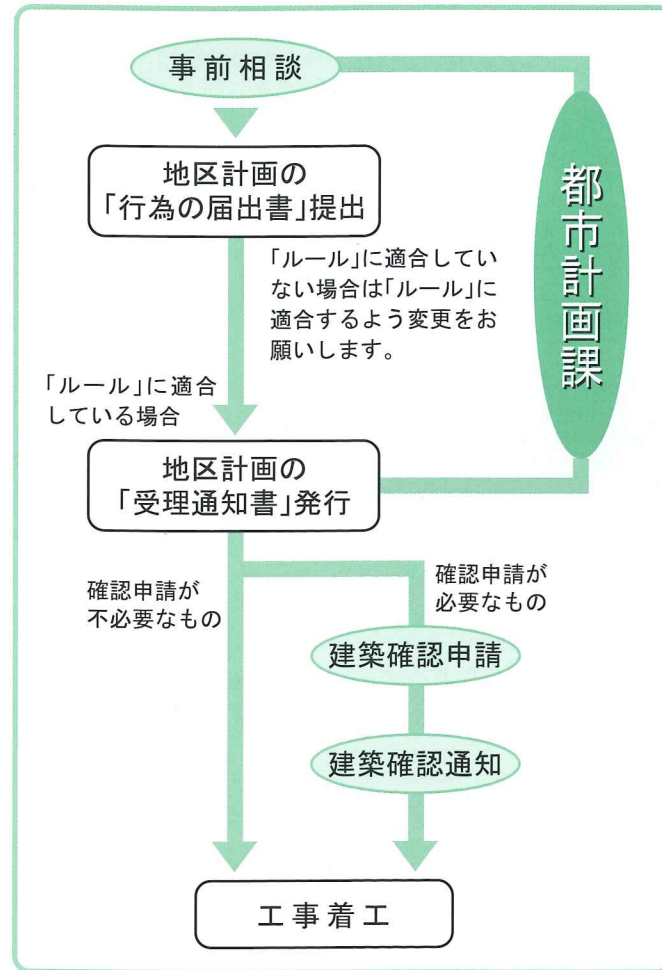 事前相談
地区計画の
「行為の届出書」提出
「ルール」に適合してい
ない場合は「ルール」に
適合するよう変更をお
願いします。
都市計画課
「ルール」に適合
している場合
地区計画の
「受理通知書」発行
確認申請が
不必要なもの
確認申請が
必要なもの
建築確認申請
建築確認通知
工事着工